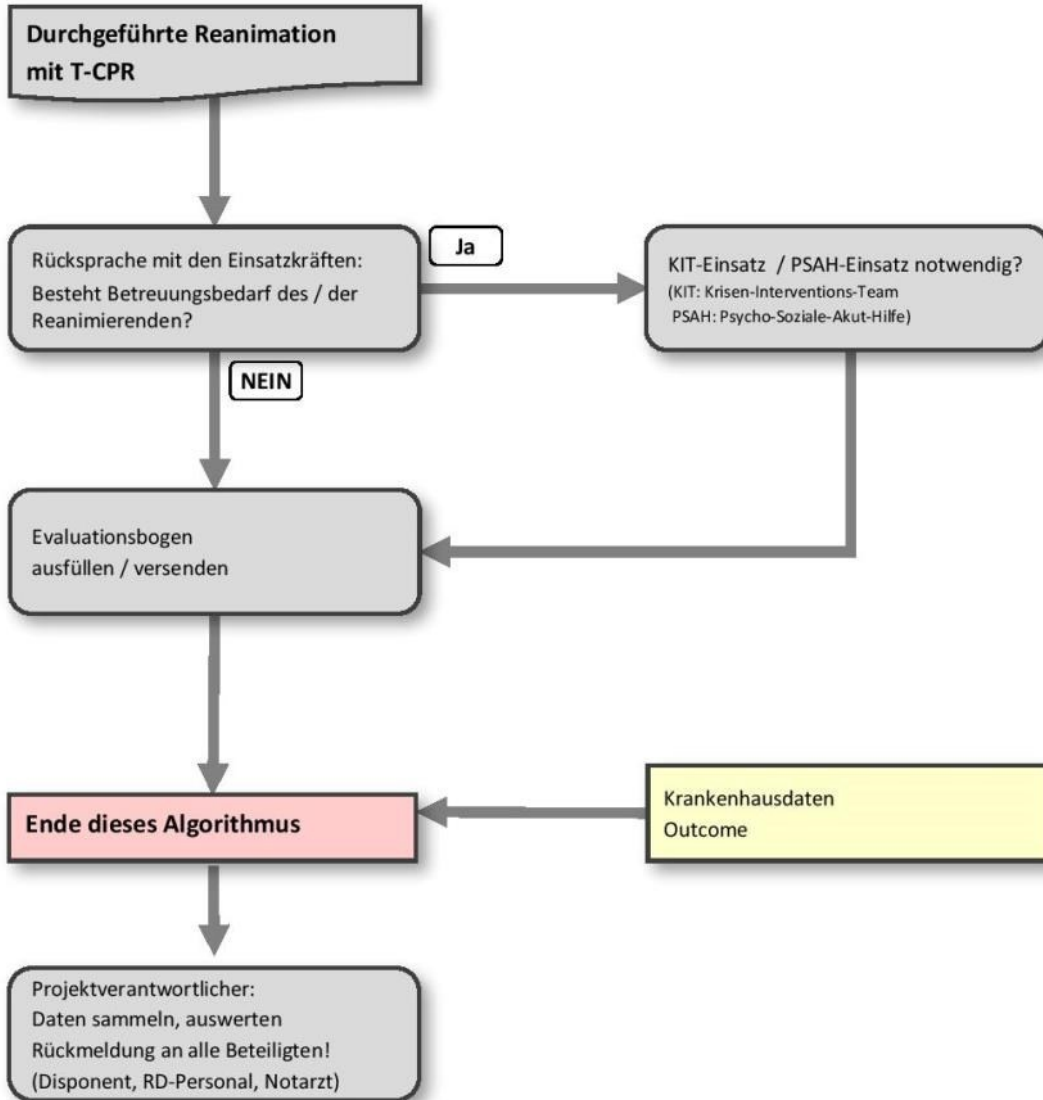 Durchgeführte Reanimation
mit T-CPR
Rücksprache mit den Einsatzkräften:
Besteht Betreuungsbedarf des / der
Reanimierenden?
Ja
KIT-Einsatz / PSAH-Einsatz notwendig?
(KIT: Krisen-Interventions-Team
PSAH: Psycho-Soziale-Akut-Hilfe)
NEIN
Evaluationsbogen
ausfüllen / versenden
Ende dieses Algorithmus
Krankenhausdaten
Outcome
Projektverantwortlicher:
Daten sammeln, auswerten
Rückmeldung an alle Beteiligten!
(Disponent, RD-Personal, Notarzt)